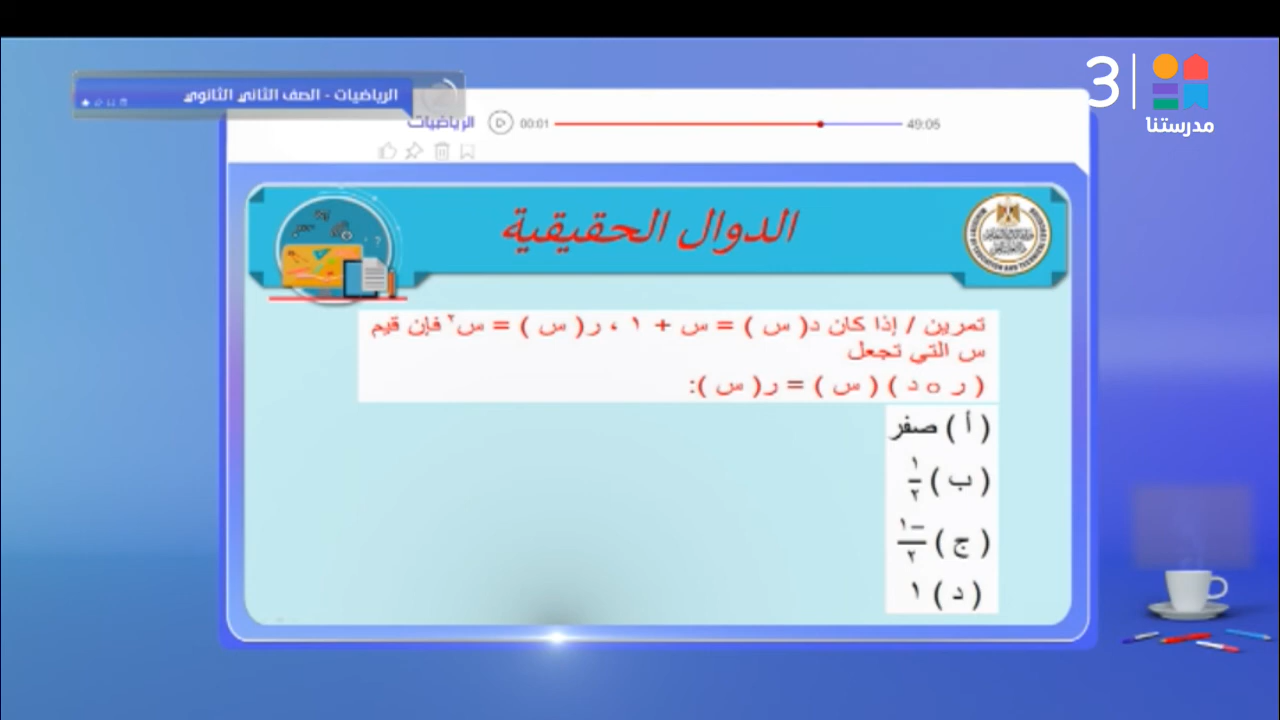 3
مدرستنا
الرياضيات - الصف الثاني الثانوي
الرياضيات
00:01
49:05
الدوال الحقيقية
تمرين / إذا كان د( س ) = س + ١ ، ر( س ) = س٢ فإن قيم
س التي تجعل
( ر ه د ) ( س ) = ر( س ):
( أ ) صفر
( ب ) ١/٢
( ج ) -١/٢
( د ) ١